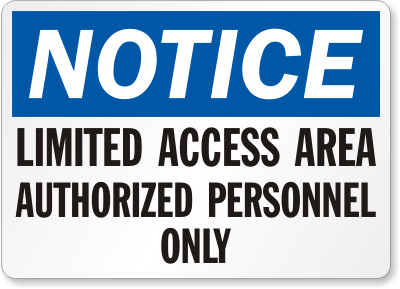 NOTICE
LIMITED ACCESS AREA
AUTHORIZED PERSONNEL
ONLY